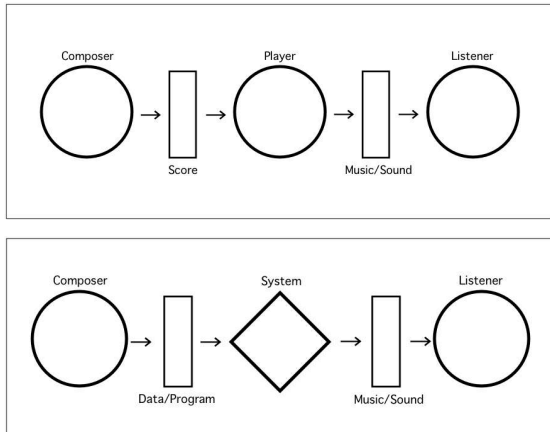 Composer
Player
Listener
Score
Music/Sound
Composer
System
Listener
Data/Program
Music/Sound